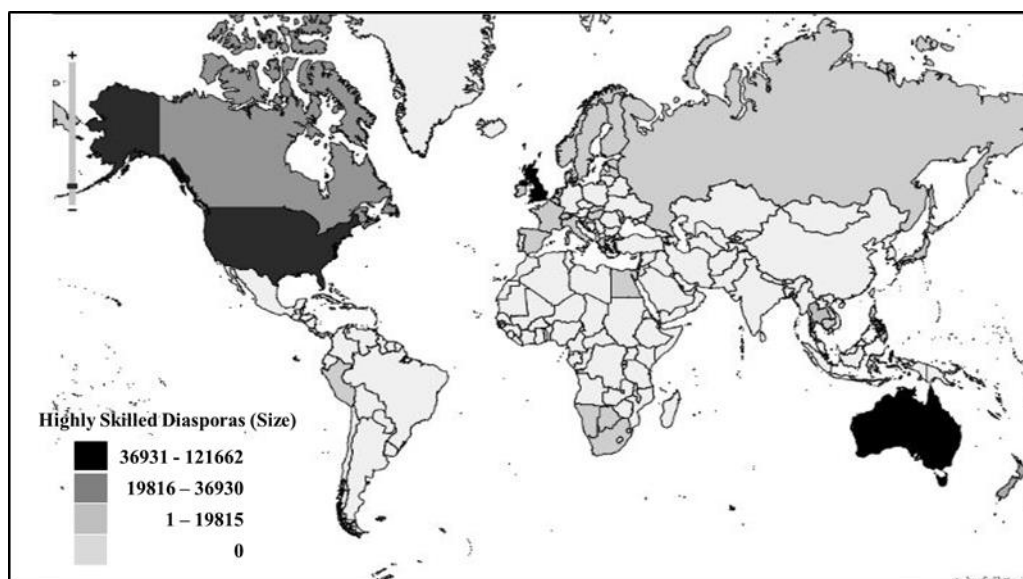 +
−
Highly Skilled Diasporas (Size)
36931 - 121662
19816 – 36930
1 – 19815
0